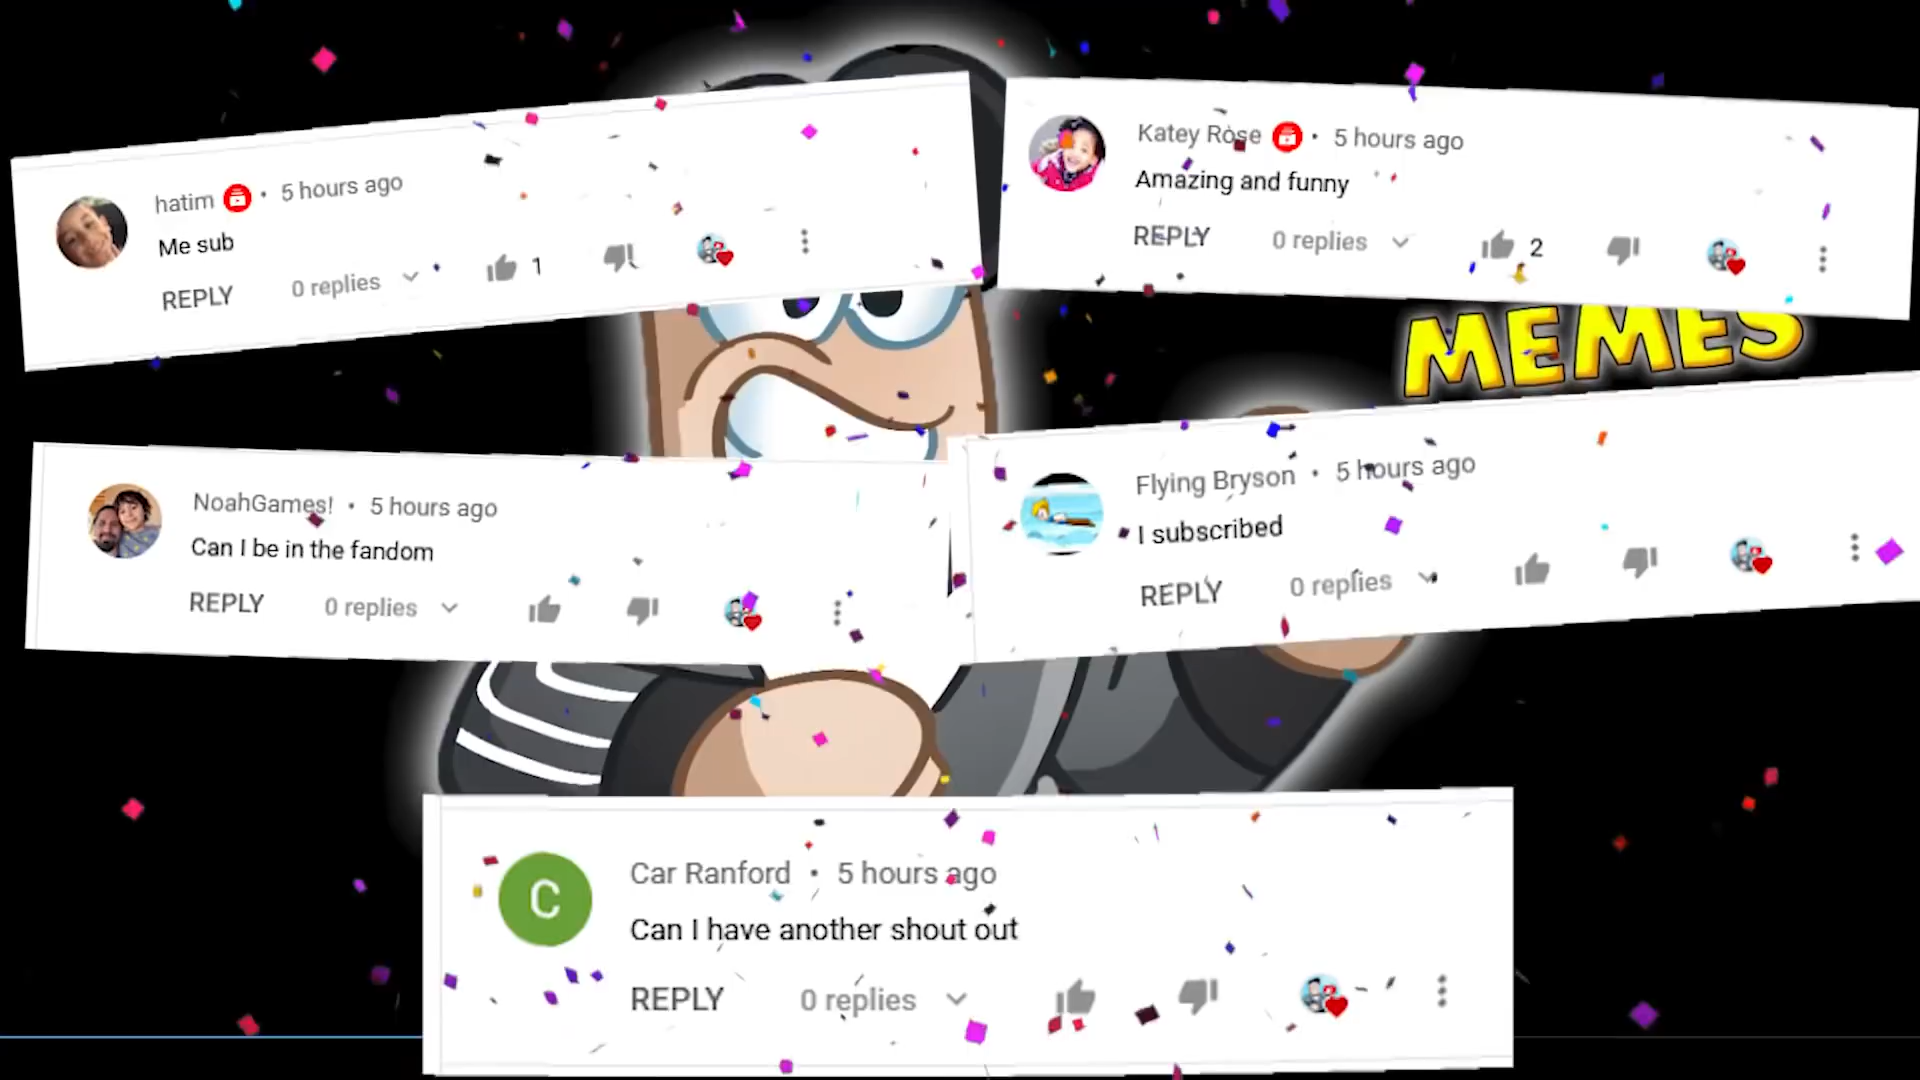 hatim • 5 hours ago
Me sub
REPLY 0 replies 1
Katey Rose • 5 hours ago
Amazing and funny
REPLY 0 replies 2
MEMES
NoahGames! • 5 hours ago
Can I be in the fandom
REPLY 0 replies
Flying Bryson • 5 hours ago
I subscribed
REPLY 0 replies
C
Car Ranford • 5 hours ago
Can I have another shout out
REPLY 0 replies